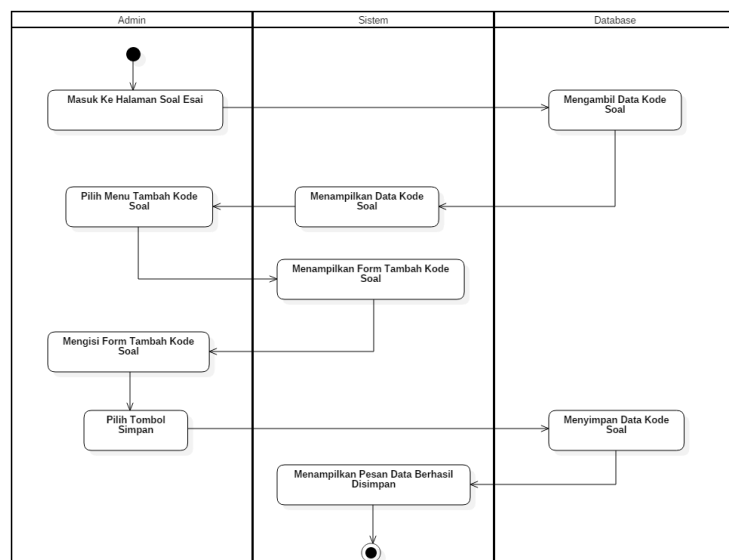 Admin
Sistem
Database
Masuk Ke Halaman Soal Esai
Mengambil Data Kode
Soal
Pilih Menu Tambah Kode
Soal
Menampilkan Data Kode
Soal
Menampilkan Form Tambah Kode
Soal
Mengisi Form Tambah Kode
Soal
Pilih Tombol
Simpan
Menyimpan Data Kode
Soal
Menampilkan Pesan Data Berhasil
Disimpan